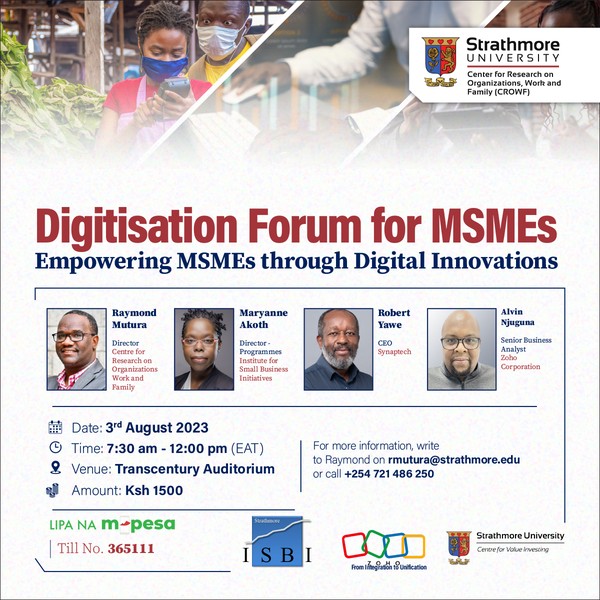 Strathmore
UNIVERSITY
Center for Research on
Organizations, Work and
Family (CROWF)
Digitisation Forum for MSMEs
Empowering MSMEs through Digital Innovations
Raymond
Mutura
Director
Centre for
Research on
Organizations
Work and
Family
Maryanne
Akoth
Director -
Programmes
Institute for
Small Business
Initiatives
Robert
Yawe
CEO
Synaptech
Alvin
Njuguna
Senior Business
Analyst
Zoho
Corporation
Date: 3rd August 2023
Time: 7:30 am - 12:00 pm (EAT)
Venue: Transcentury Auditorium
Amount: Ksh 1500
For more information, write
to Raymond on rmutura@strathmore.edu
or call +254 721 486 250
LIPA NA m-pesa
Till No. 365111
Strathmore
ISBI
ZOHO
From Integration to Unification
Strathmore University
Centre for Value Investing